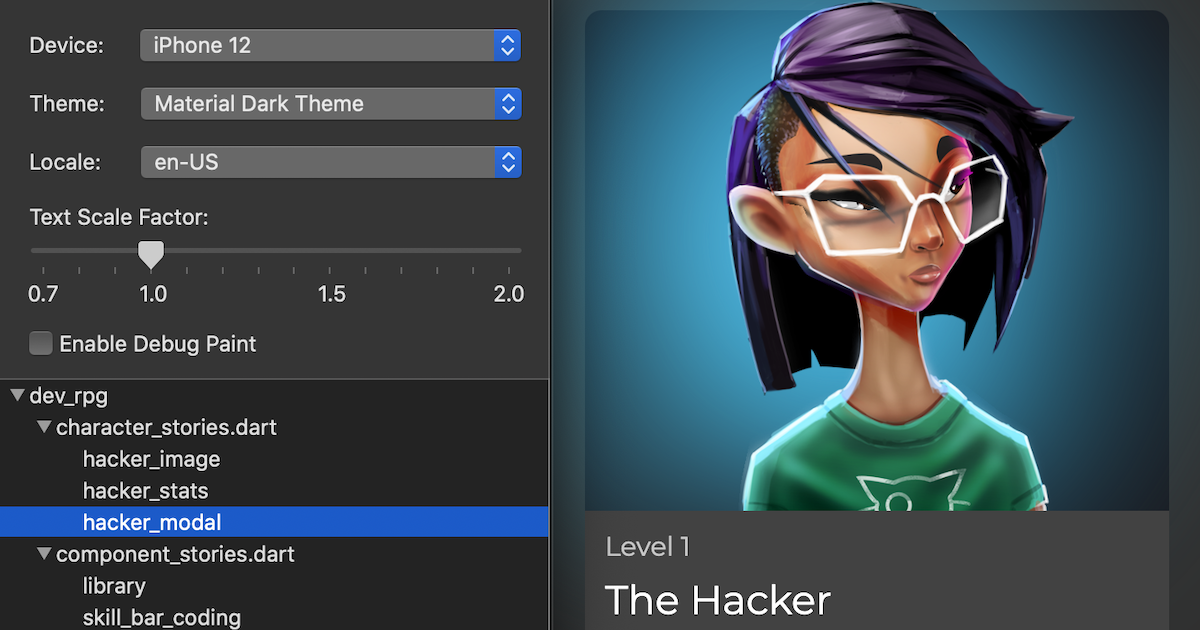 Device: iPhone 12
Theme: Material Dark Theme
Locale: en-US
Text Scale Factor:
0.7 1.0 1.5 2.0
Enable Debug Paint
dev_rpg
character_stories.dart
hacker_image
hacker_stats
hacker_modal
component_stories.dart
library
skill_bar_coding
Level 1
The Hacker